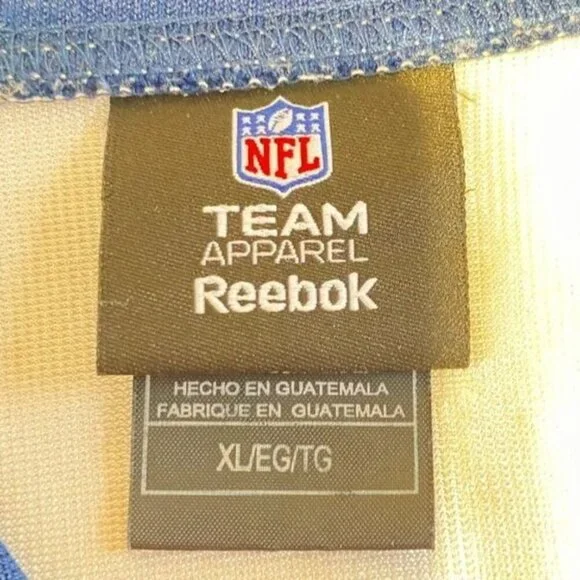 NFL
TEAM
APPAREL
Reebok
HECHO EN GUATEMALA
FABRIQUE EN GUATEMALA
XL/EG/TG